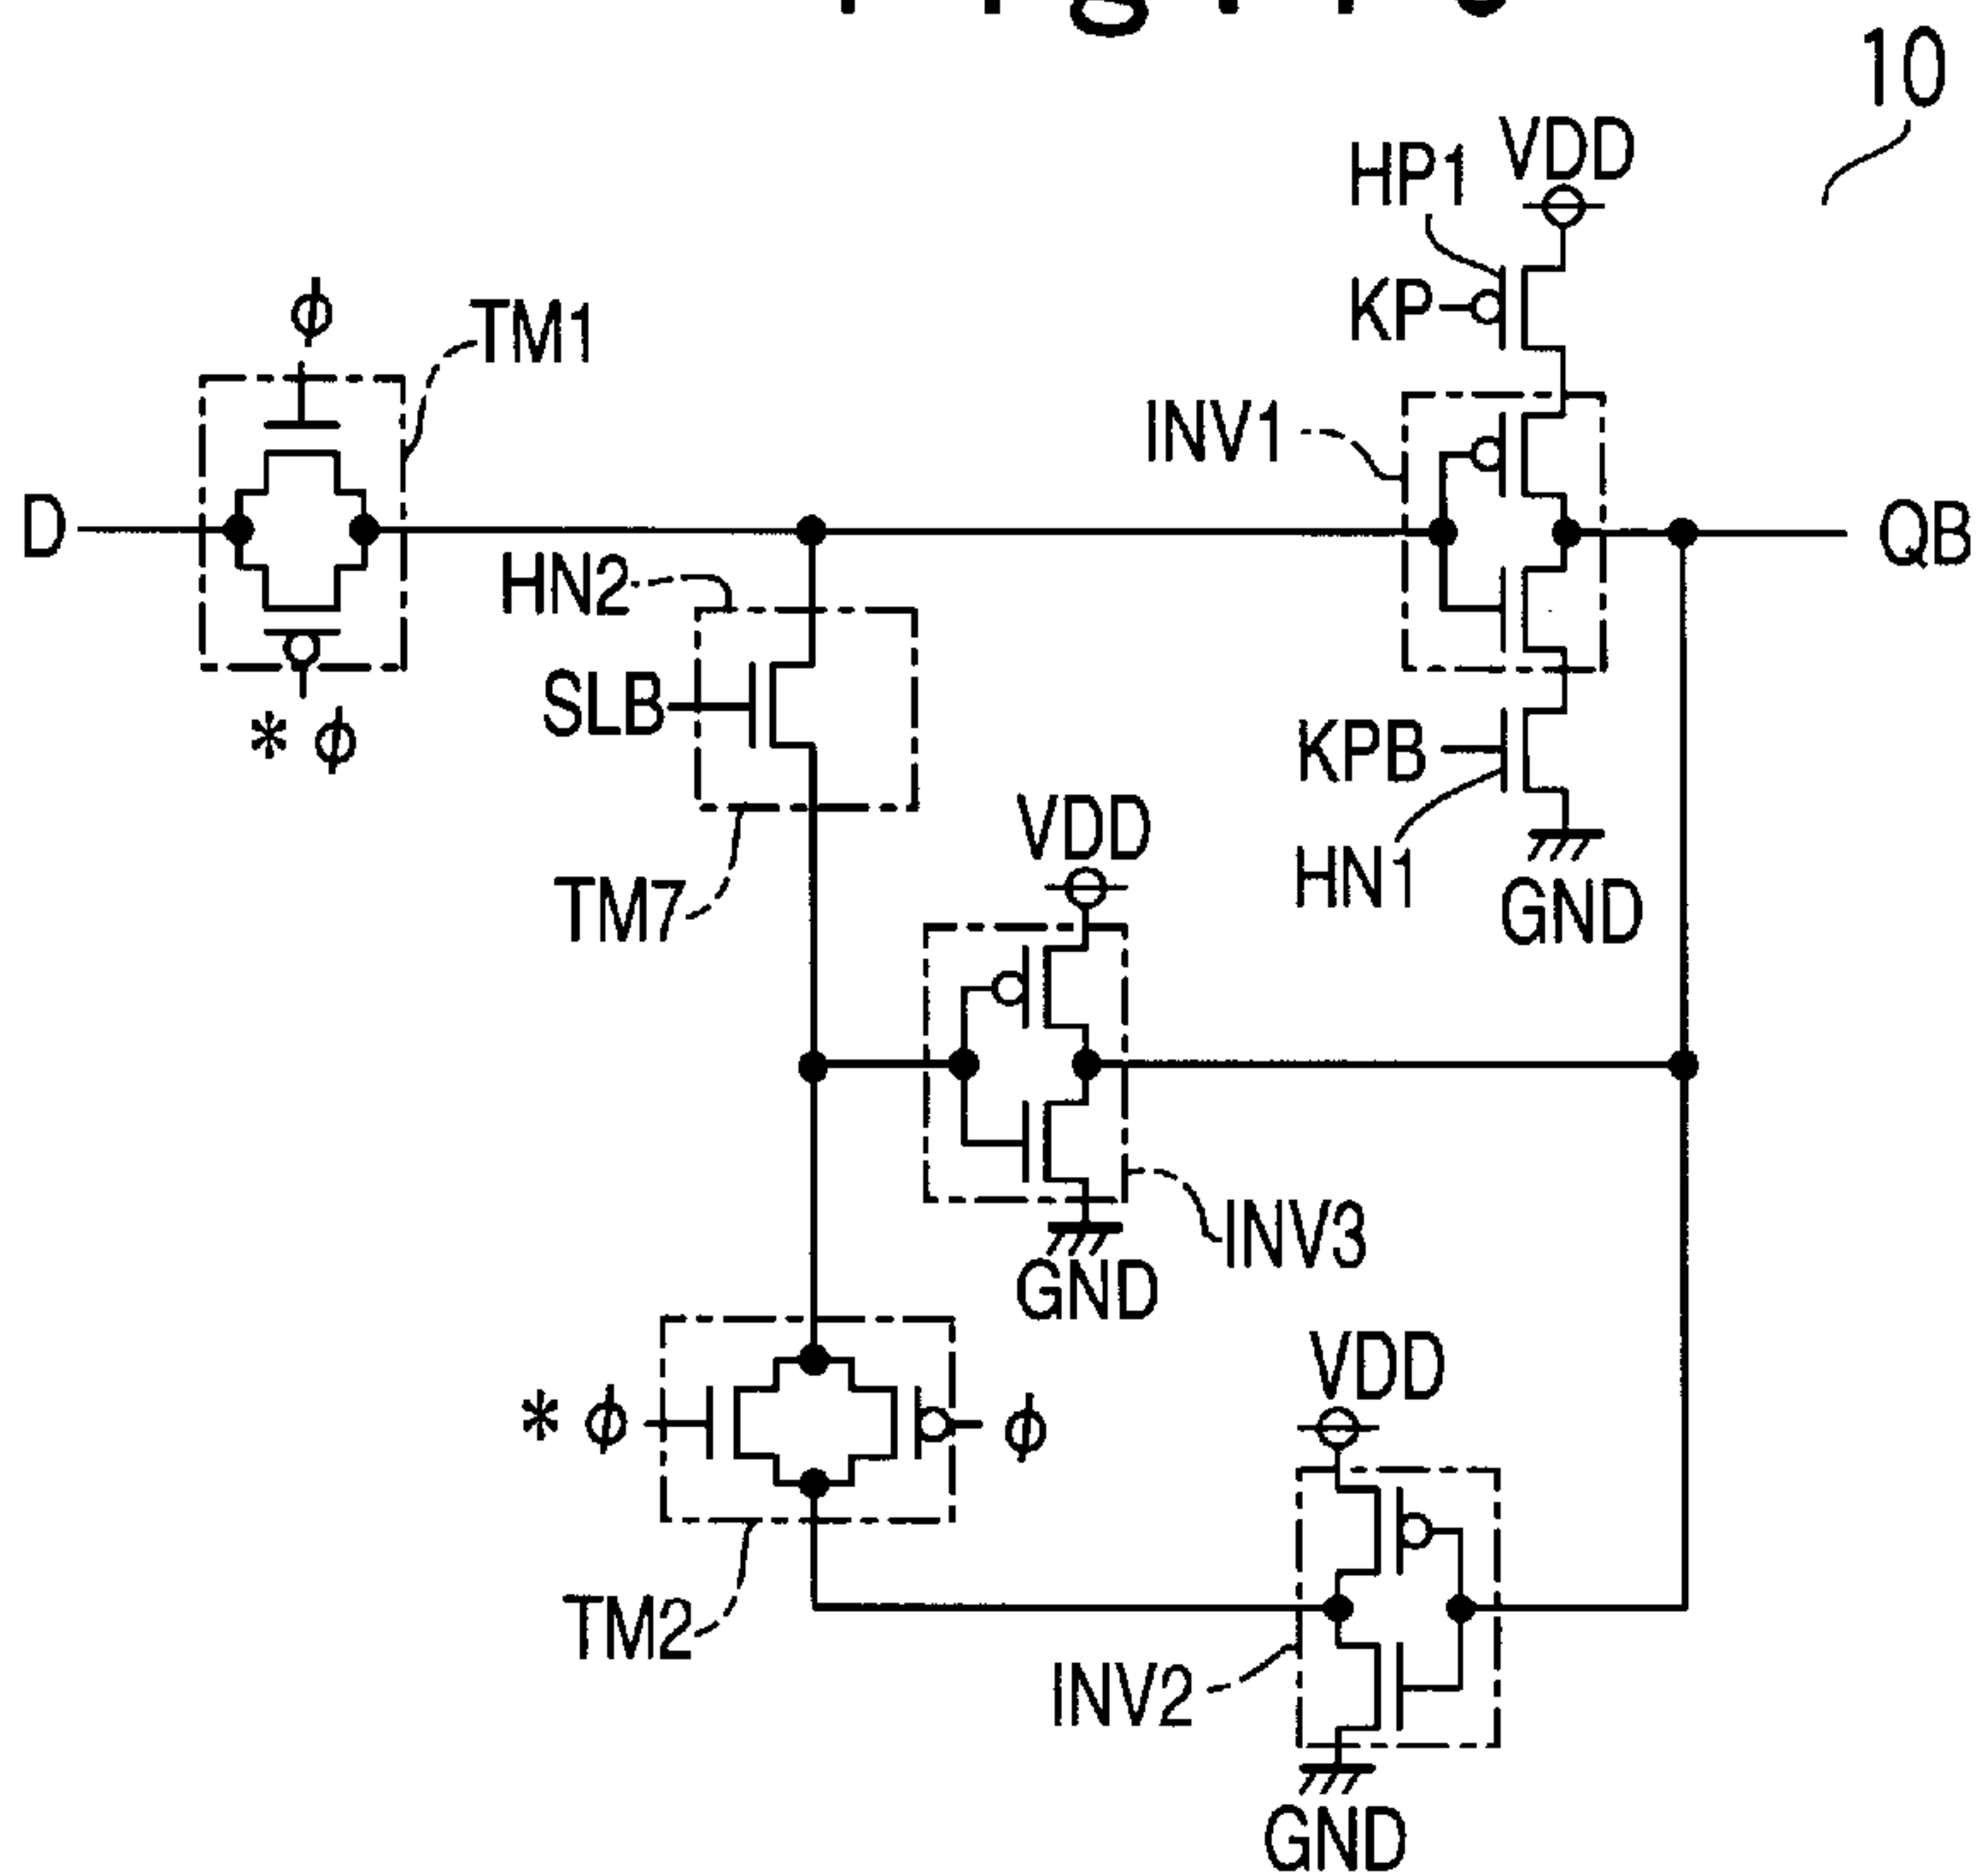 10
VDD
HP1
KP
ϕ
TM1
INV1
D
QB
HN2
SLB
* ϕ
KPB
VDD
HN1
TM7
GND
INV3
GND
VDD
* ϕ
ϕ
TM2
INV2
GND